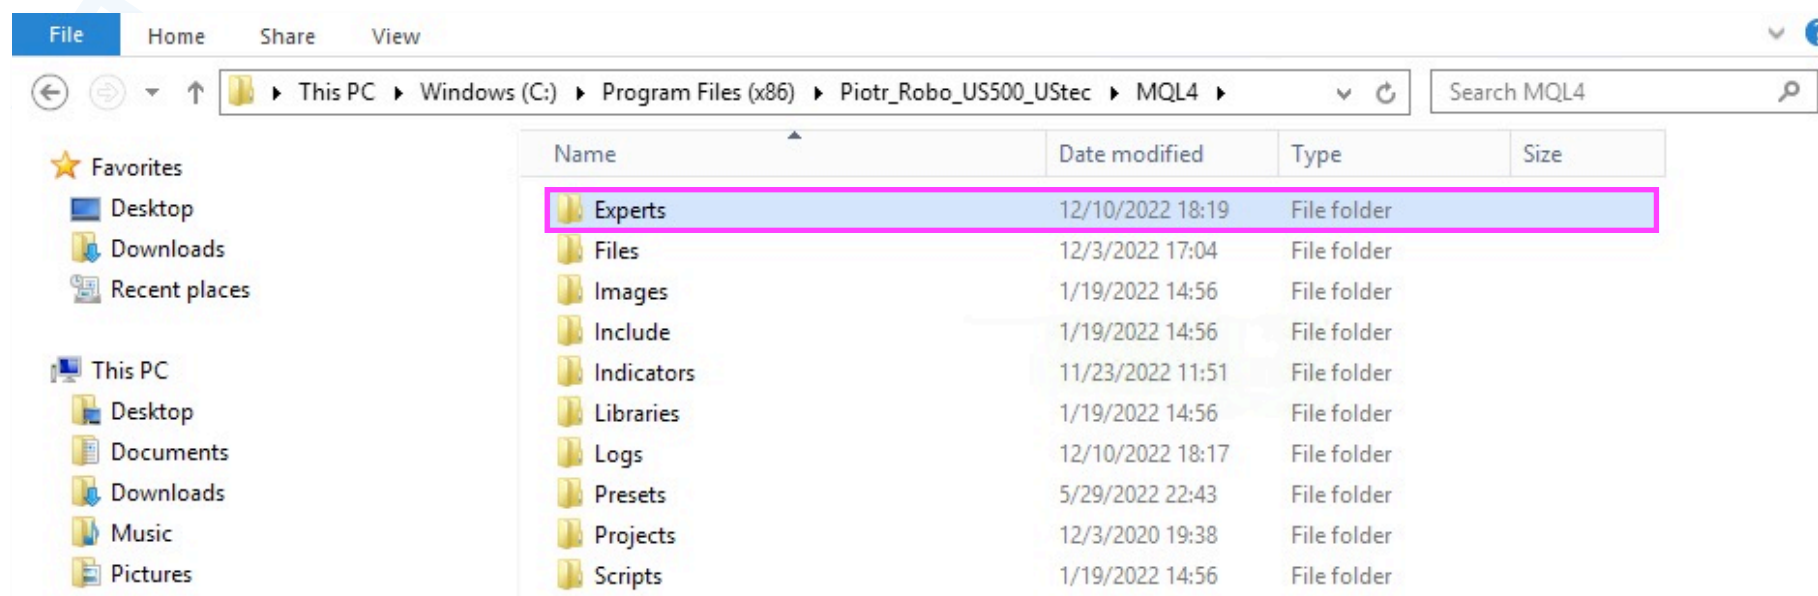 File Home Share View
This PC Windows (C:) Program Files (x86) Piotr_Robo_US500_UStec MQL4 Search MQL4
Favorites
Desktop
Downloads
Recent places
This PC
Desktop
Documents
Downloads
Music
Pictures
Name Date modified Type Size
Experts 12/10/2022 18:19 File folder
Files 12/3/2022 17:04 File folder
Images 1/19/2022 14:56 File folder
Include 1/19/2022 14:56 File folder
Indicators 11/23/2022 11:51 File folder
Libraries 1/19/2022 14:56 File folder
Logs 12/10/2022 18:17 File folder
Presets 5/29/2022 22:43 File folder
Projects 12/3/2020 19:38 File folder
Scripts 1/19/2022 14:56 File folder